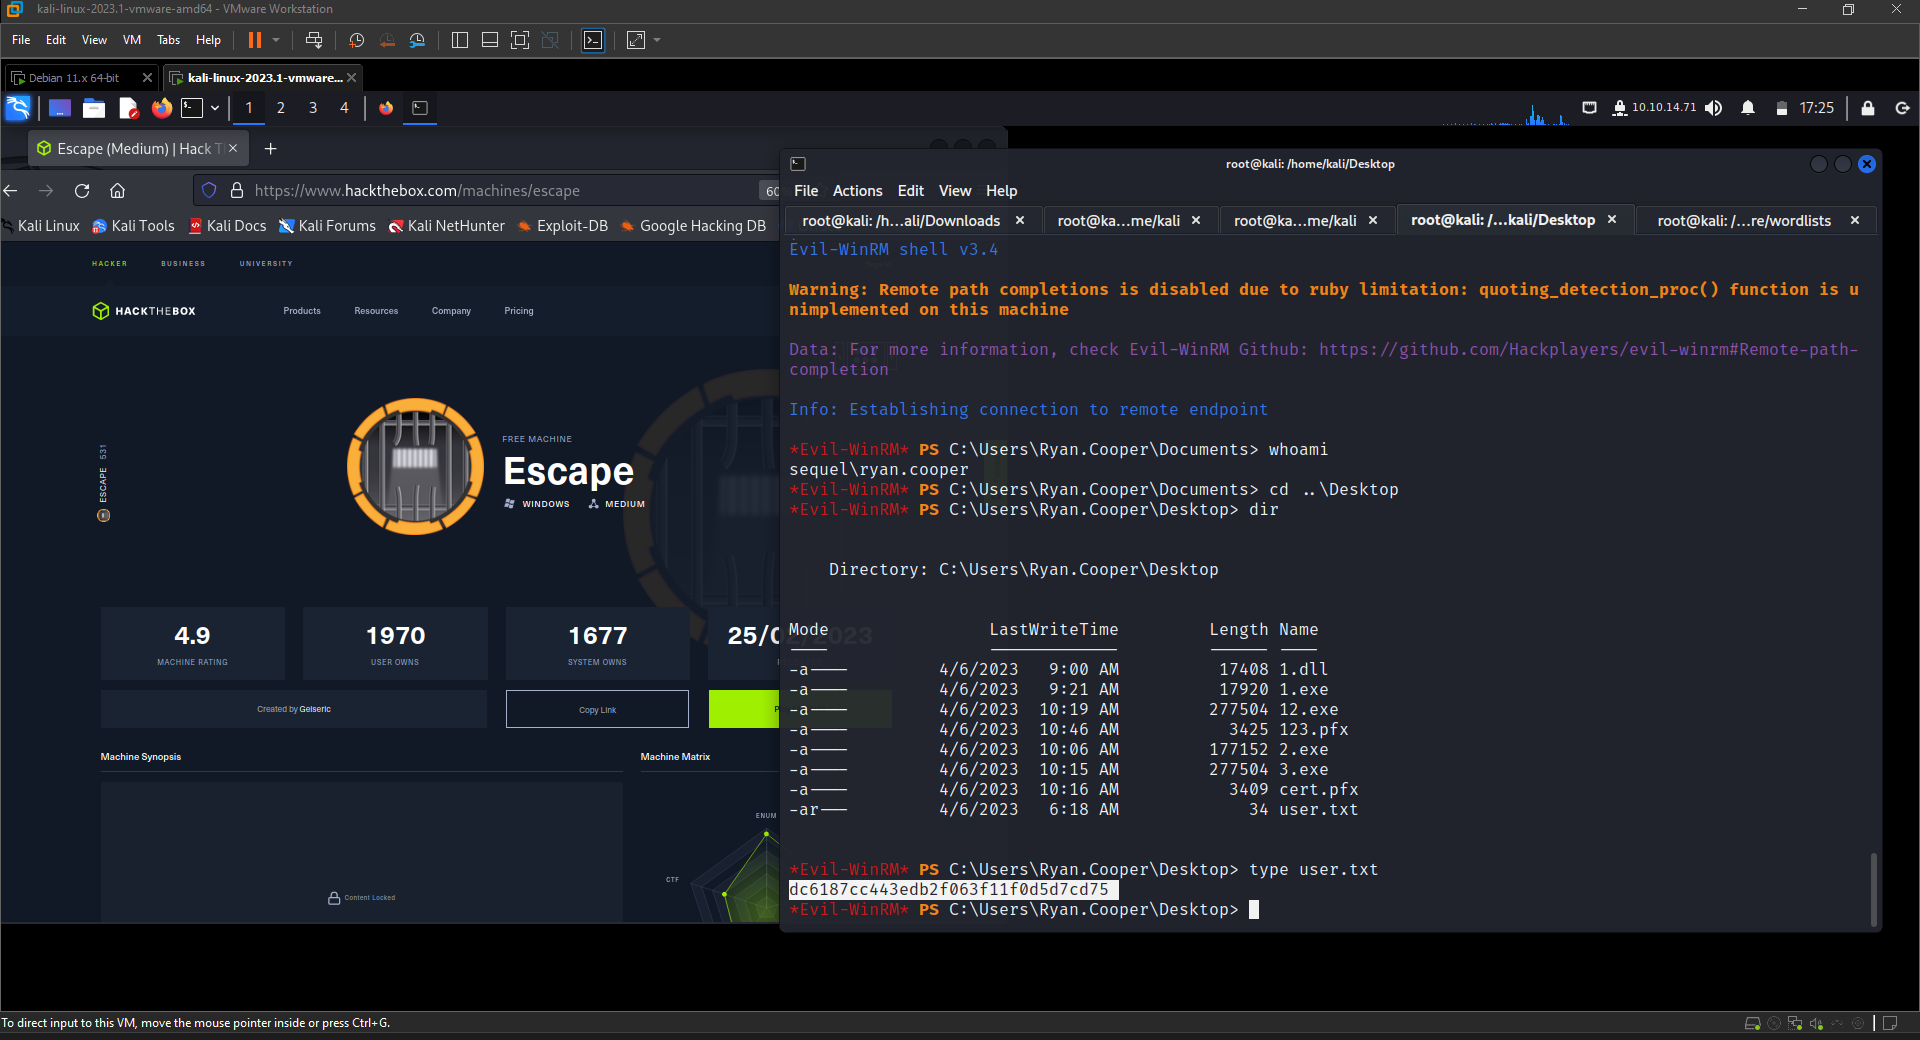 kali-linux-2023.1-vmware-amd64 - VMware Workstation
File Edit View VM Tabs Help
Debian 11.x 64-bit
kali-linux-2023.1-vmware...
1 2 3 4
10.10.14.71
17:25
Escape (Medium) | Hack T
https://www.hackthebox.com/machines/escape
60
Kali Linux Kali Tools Kali Docs Kali Forums Kali NetHunter Exploit-DB Google Hacking DB
HACKER BUSINESS UNIVERSITY
HACKTHEBOX
Products Resources Company Pricing
ESCAPE 531
FREE MACHINE
Escape
WINDOWS MEDIUM
4.9
MACHINE RATING
1970
USER OWNS
1677
SYSTEM OWNS
25/02/2023
Created by Geiseric
Copy Link
Machine Synopsis
Machine Matrix
Content Locked
ENUM
CTF
root@kali: /home/kali/Desktop
File Actions Edit View Help
root@kali: /h...ali/Downloads
root@ka...me/kali
root@ka...me/kali
root@kali: /...kali/Desktop
root@kali: /...re/wordlists
Evil-WinRM shell v3.4
Warning: Remote path completions is disabled due to ruby limitation: quoting_detection_proc() function is u
nimplemented on this machine
Data: For more information, check Evil-WinRM Github: https://github.com/Hackplayers/evil-winrm#Remote-path-
completion
Info: Establishing connection to remote endpoint
*Evil-WinRM* PS C:\Users\Ryan.Cooper\Documents> whoami
sequel\ryan.cooper
*Evil-WinRM* PS C:\Users\Ryan.Cooper\Documents> cd ..\Desktop
*Evil-WinRM* PS C:\Users\Ryan.Cooper\Desktop> dir
Directory: C:\Users\Ryan.Cooper\Desktop
Mode LastWriteTime Length Name
---- ------------- ------ ----
-a---- 4/6/2023 9:00 AM 17408 1.dll
-a---- 4/6/2023 9:21 AM 17920 1.exe
-a---- 4/6/2023 10:19 AM 277504 12.exe
-a---- 4/6/2023 10:46 AM 3425 123.pfx
-a---- 4/6/2023 10:06 AM 177152 2.exe
-a---- 4/6/2023 10:15 AM 277504 3.exe
-a---- 4/6/2023 10:16 AM 3409 cert.pfx
-ar--- 4/6/2023 6:18 AM 34 user.txt
*Evil-WinRM* PS C:\Users\Ryan.Cooper\Desktop> type user.txt
dc6187cc443edb2f063f11f0d5d7cd75
*Evil-WinRM* PS C:\Users\Ryan.Cooper\Desktop>
To direct input to this VM, move the mouse pointer inside or press Ctrl+G.